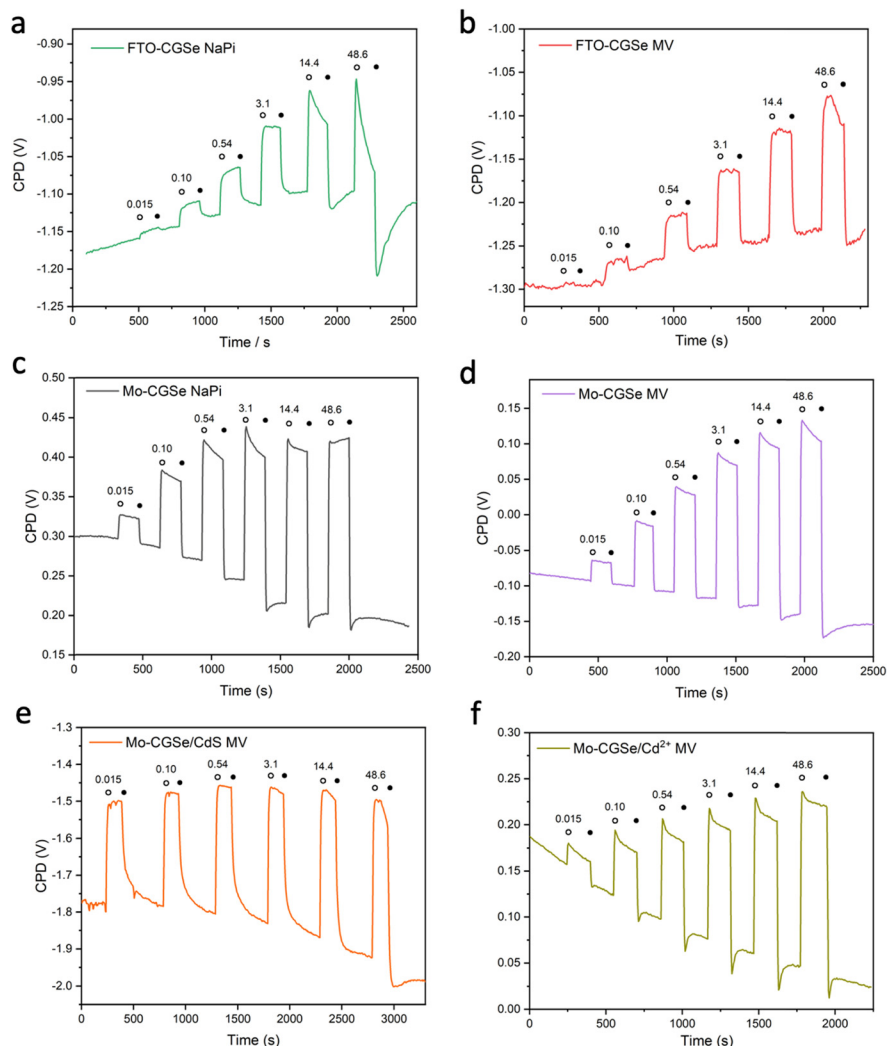 a
FTO-CGSe NaPi
-0.90
-0.95
-1.00
-1.05
-1.10
-1.15
-1.20
-1.25
CPD (V)
0.015
0.10
0.54
3.1
14.4
48.6
0 500 1000 1500 2000 2500
Time / s
b
FTO-CGSe MV
-1.00
-1.05
-1.10
-1.15
-1.20
-1.25
-1.30
CPD (V)
0.015
0.10
0.54
3.1
14.4
48.6
0 500 1000 1500 2000
Time (s)
c
Mo-CGSe NaPi
0.50
0.45
0.40
0.35
0.30
0.25
0.20
0.15
CPD (V)
0.015
0.10
0.54
3.1
14.4
48.6
0 500 1000 1500 2000 2500
Time (s)
d
Mo-CGSe MV
0.15
0.10
0.05
0.00
-0.05
-0.10
-0.15
-0.20
CPD (V)
0.015
0.10
0.54
3.1
14.4
48.6
0 500 1000 1500 2000 2500
Time (s)
e
Mo-CGSe/CdS MV
-1.3
-1.4
-1.5
-1.6
-1.7
-1.8
-1.9
-2.0
CPD (V)
0.015
0.10
0.54
3.1
14.4
48.6
0 500 1000 1500 2000 2500 3000
Time (s)
f
Mo-CGSe/Cd²⁺ MV
0.30
0.25
0.20
0.15
0.10
0.05
0.00
CPD (V)
0.015
0.10
0.54
3.1
14.4
48.6
0 500 1000 1500 2000
Time (s)